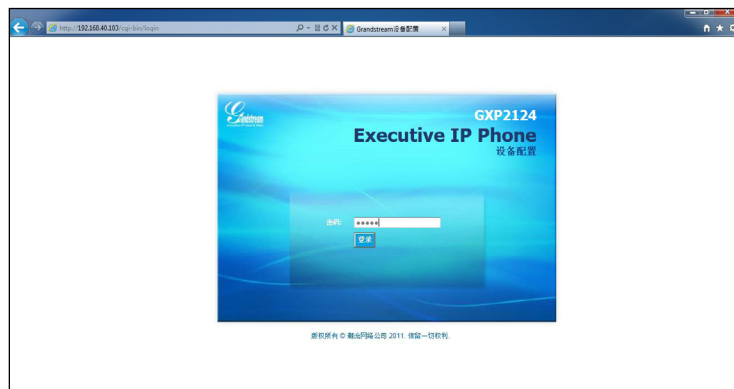 http://192.168.40.103/cgi-bin/login
Grandstream设备配置
Grandstream
GXP2124
Executive IP Phone
设备配置
密码:
登录
版权所有 © 潮流网络公司 2011. 保留一切权利.